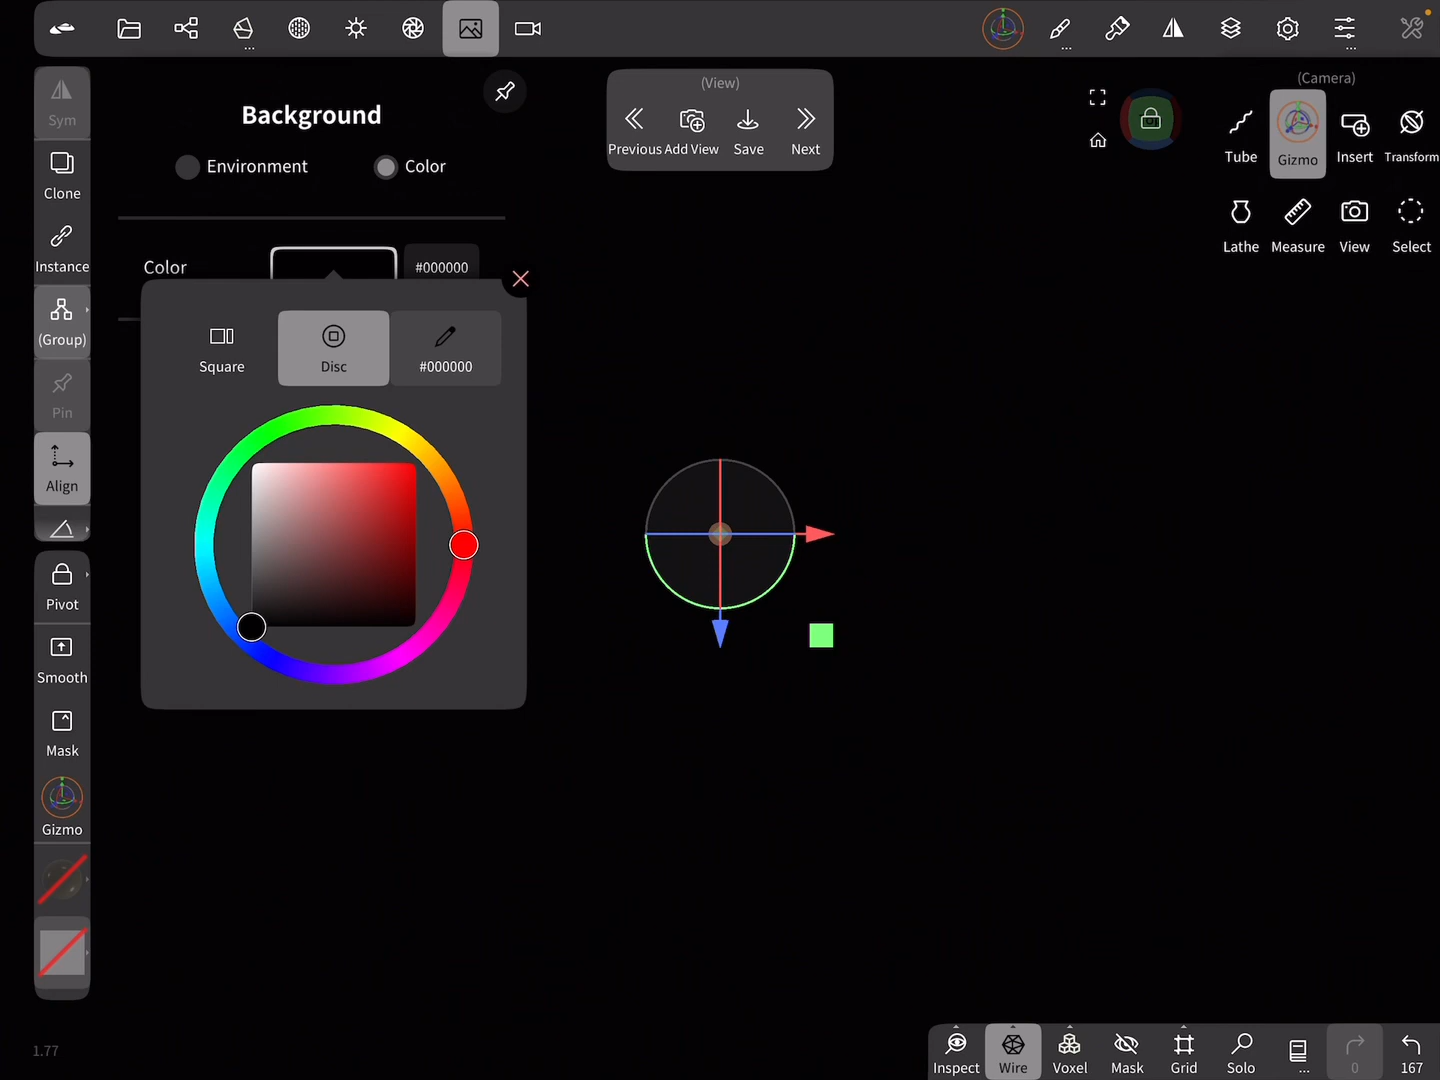 Background
Environment
Color
Color
#000000
Square
Disc
#000000
Sym
Clone
Instance
(Group)
Pin
Align
Pivot
Smooth
Mask
Gizmo
1.77
(View)
Previous
Add View
Save
Next
(Camera)
Tube
Gizmo
Insert
Transform
Lathe
Measure
View
Select
Inspect
Wire
Voxel
Mask
Grid
Solo
...
0
167